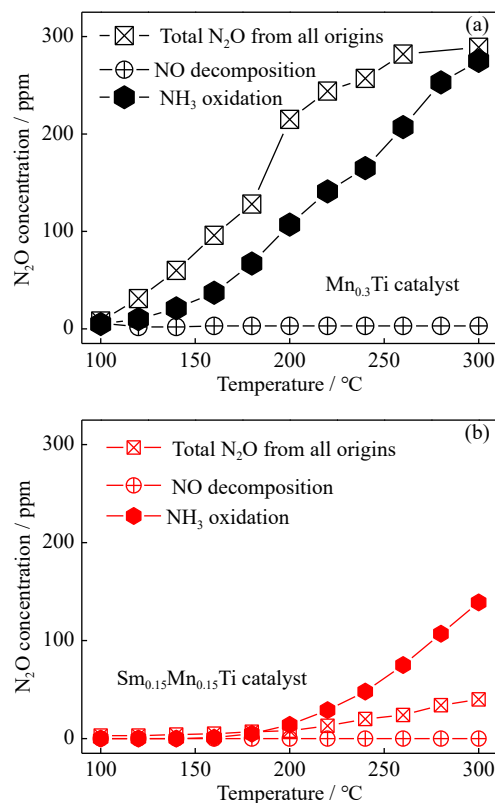 (a)
Total N₂O from all origins
NO decomposition
NH₃ oxidation
300
200
100
0
N₂O concentration / ppm
Mn₀.₃Ti catalyst
100 150 200 250 300
Temperature / °C
(b)
Total N₂O from all origins
NO decomposition
NH₃ oxidation
300
200
100
0
N₂O concentration / ppm
Sm₀.₁₅Mn₀.₁₅Ti catalyst
100 150 200 250 300
Temperature / °C